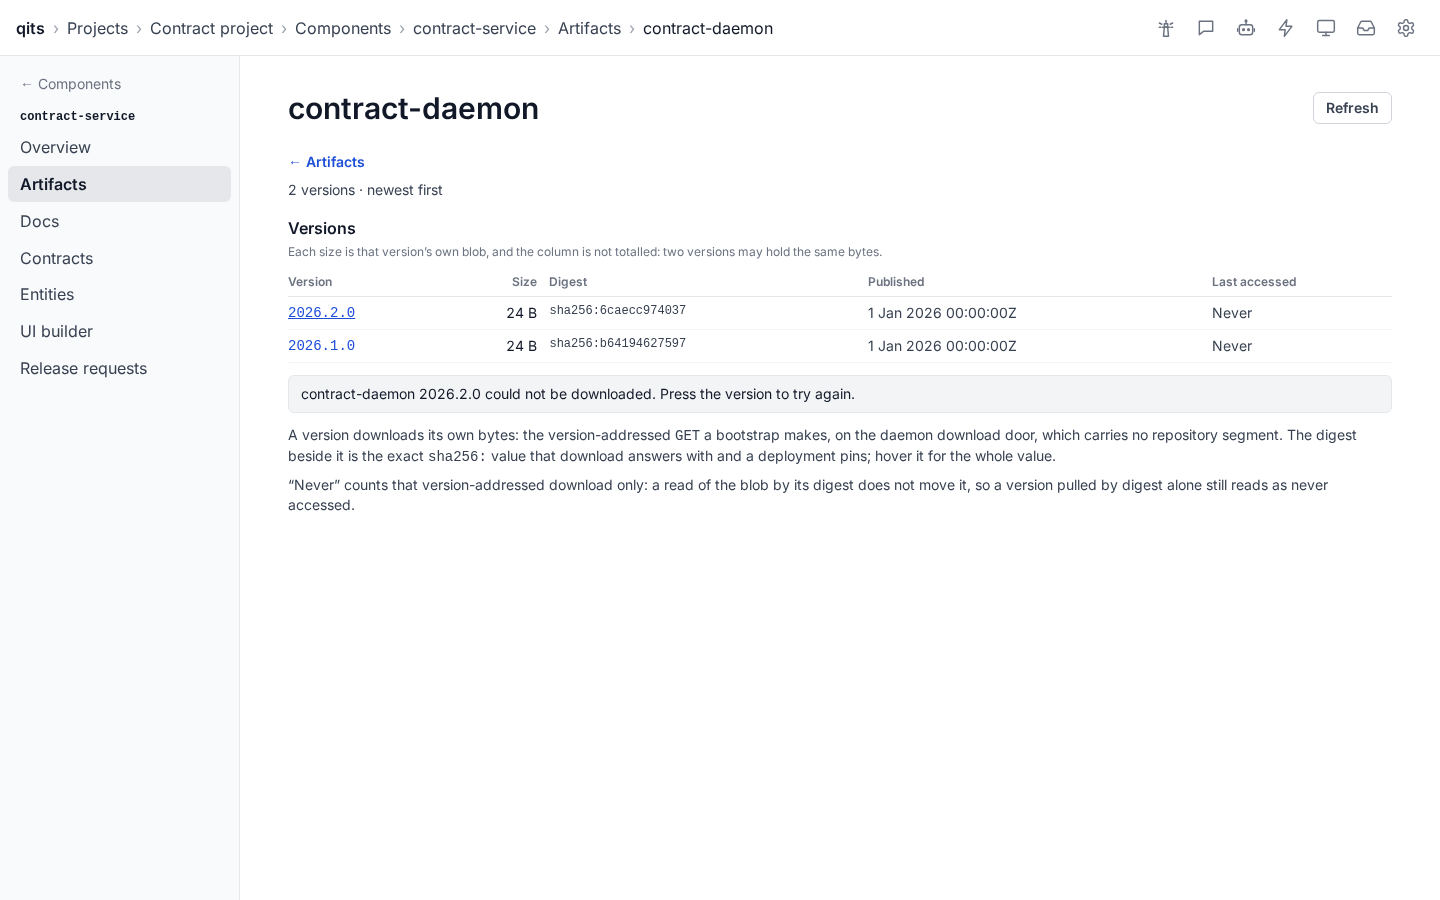 qits › Projects › Contract project › Components › contract-service › Artifacts › contract-daemon
← Components
contract-service
Overview
Artifacts
Docs
Contracts
Entities
UI builder
Release requests
contract-daemon
Refresh
← Artifacts
2 versions · newest first
Versions
Each size is that version’s own blob, and the column is not totalled: two versions may hold the same bytes.
Version Size Digest Published Last accessed
2026.2.0 24 B sha256:6caecc974037 1 Jan 2026 00:00:00Z Never
2026.1.0 24 B sha256:b64194627597 1 Jan 2026 00:00:00Z Never
contract-daemon 2026.2.0 could not be downloaded. Press the version to try again.
A version downloads its own bytes: the version-addressed GET a bootstrap makes, on the daemon download door, which carries no repository segment. The digest
beside it is the exact sha256: value that download answers with and a deployment pins; hover it for the whole value.
“Never” counts that version-addressed download only: a read of the blob by its digest does not move it, so a version pulled by digest alone still reads as never
accessed.